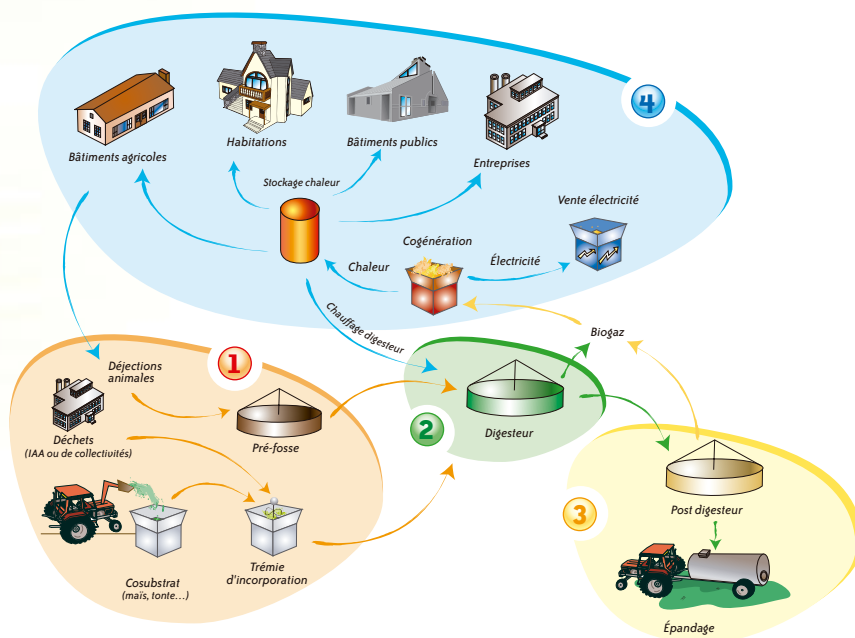 4
Bâtiments agricoles
Habitations
Bâtiments publics
Entreprises
Stockage chaleur
Vente électricité
Cogénération
Chaleur
Électricité
Chauffage digesteur
Biogaz
1
Déjections
animales
Déchets
(IAA ou de collectivités)
Pré-fosse
Cosubstrat
(maïs, tonte...)
Trémie
d'incorporation
2
Digesteur
3
Post digesteur
Épandage